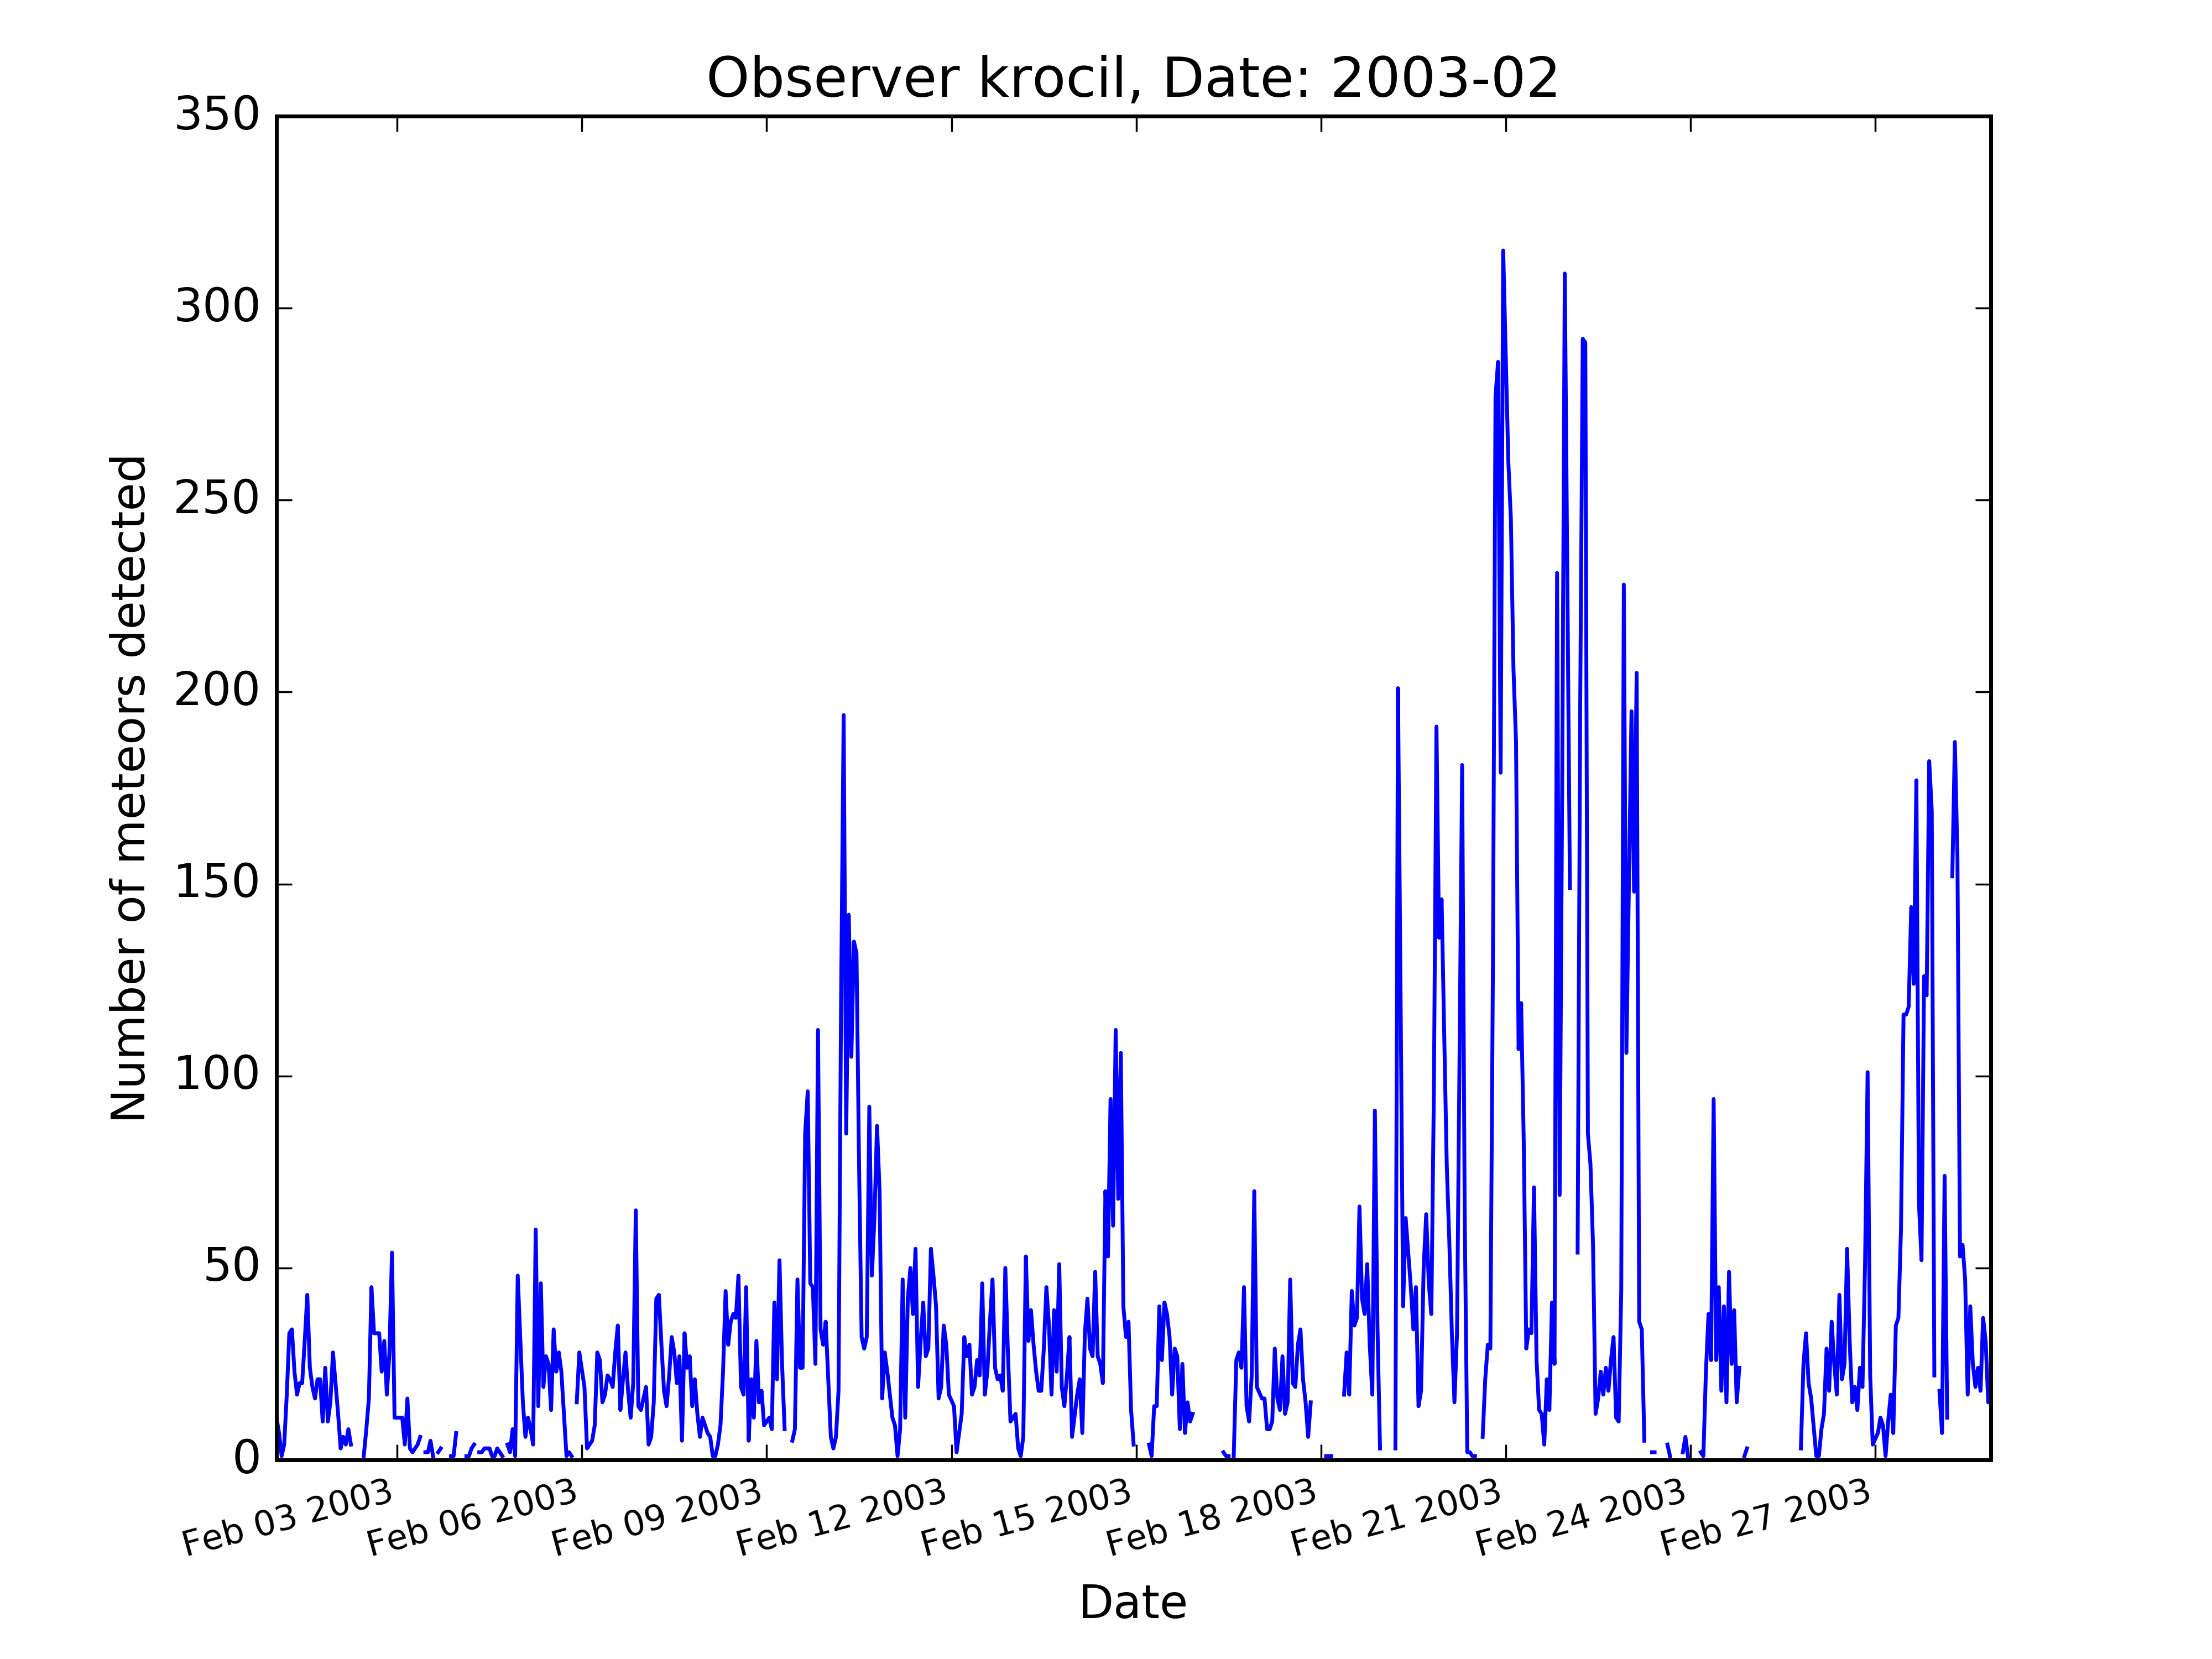 Observer krocil, Date: 2003-02
350
300
250
200
150
100
50
0
Number of meteors detected
Feb 03 2003
Feb 06 2003
Feb 09 2003
Feb 12 2003
Feb 15 2003
Feb 18 2003
Feb 21 2003
Feb 24 2003
Feb 27 2003
Date